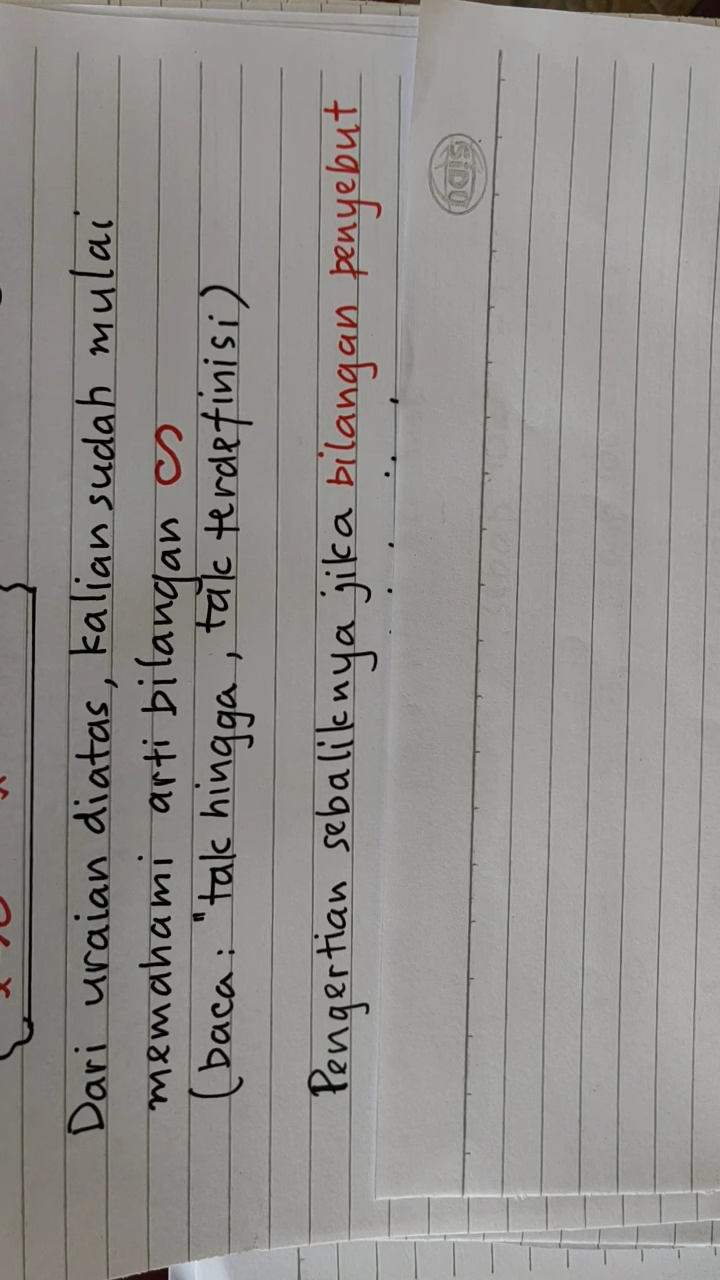 Dari uraian diatas, kalian sudah mulai
memahami arti bilangan ∞
(baca : "tak hingga, tak terdefinisi)
Pengertian sebaliknya jika bilangan penyebut
SIDU